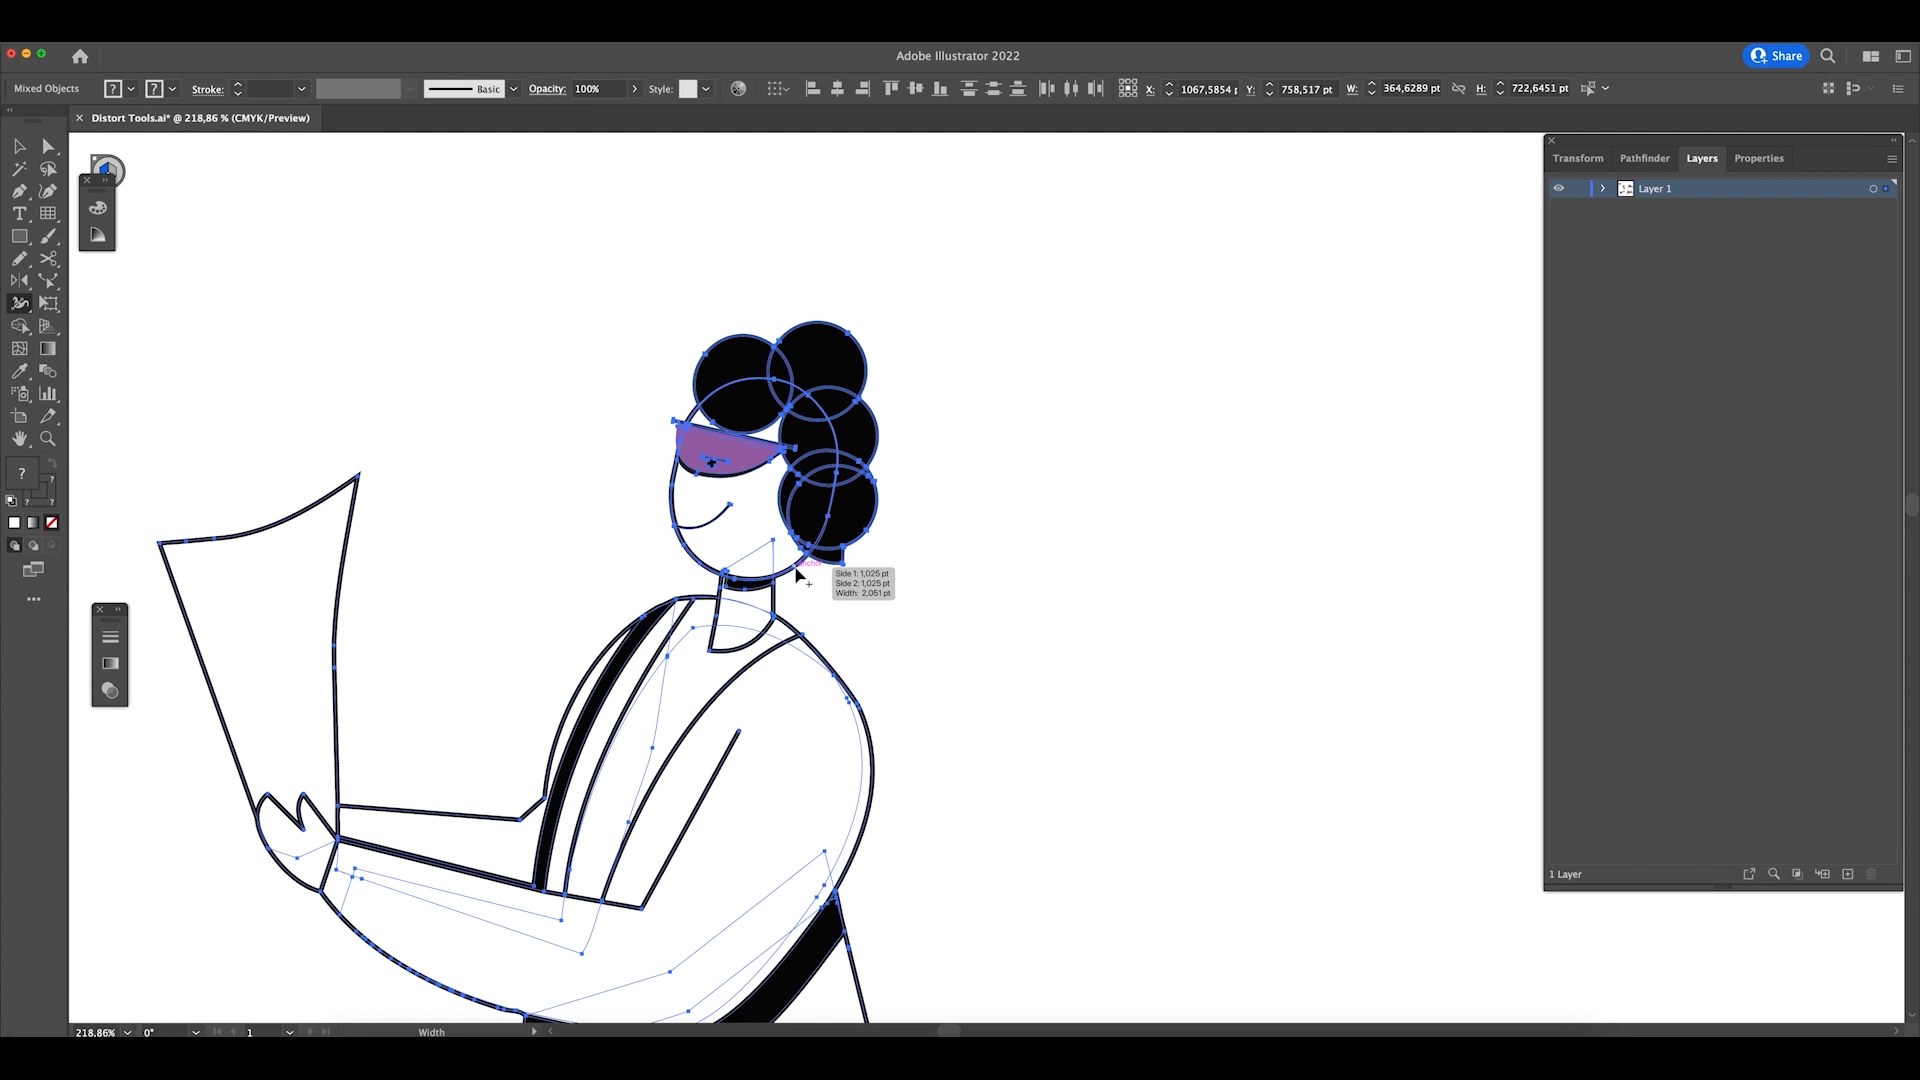 Adobe Illustrator 2022
Share
Mixed Objects
?
?
Stroke:
Basic
Opacity:
100%
Style:
X:
1067,5854
Y:
758,517 pt
W:
364,6289 pt
H:
722,6451 pt
Distort Tools.ai* @ 218,86 % (CMYK/Preview)
Transform
Pathfinder
Layers
Properties
Layer 1
T
?
?
?
?
anchor
Side 1: 1,025 pt
Side 2: 1,025 pt
Width: 2,051 pt
1 Layer
218,86%
0°
1
Width